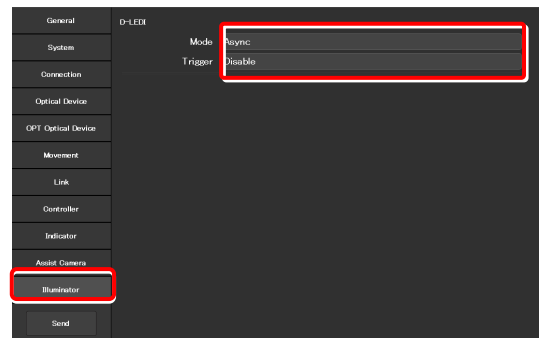 General
System
Connection
Optical Device
OPT Optical Device
Movement
Link
Controller
Indicator
Assist Camera
Illuminator
Send
D-LEDI
Mode Async
Trigger Disable